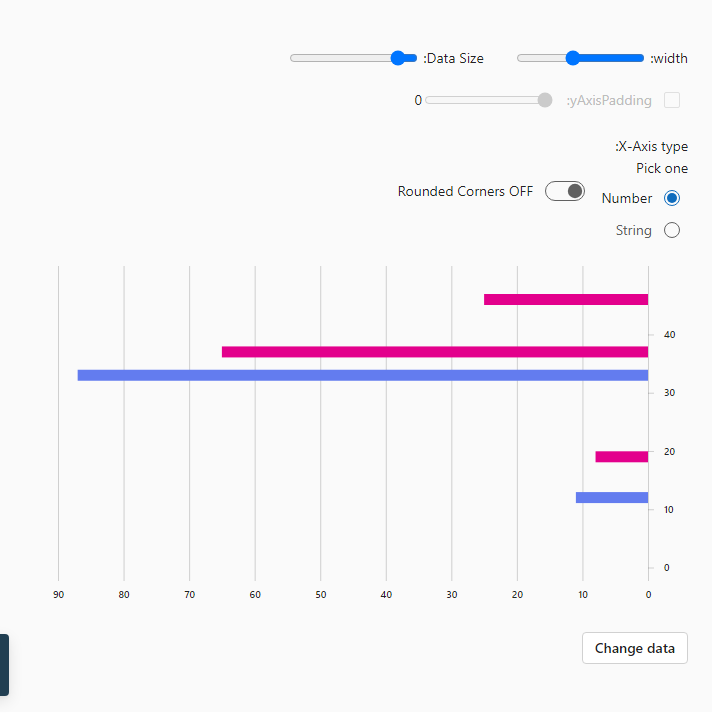 :width
:Data Size
:yAxisPadding
0
:X-Axis type
Pick one
Number
String
Rounded Corners OFF
40
30
20
10
0
90 80 70 60 50 40 30 20 10 0
Change data